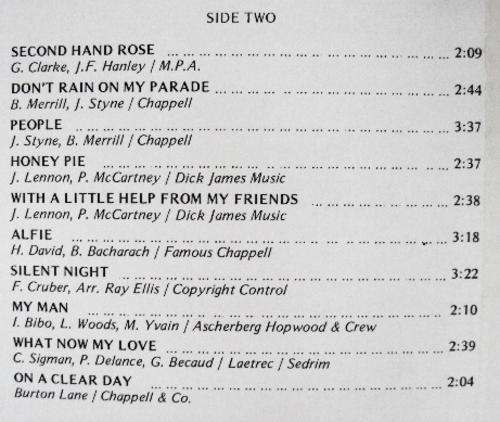 SIDE TWO
SECOND HAND ROSE ... ... ... ... ... ... ... ... ... ... ... ... ... 2:09
G. Clarke, J.F. Hanley / M.P.A.
DON'T RAIN ON MY PARADE ... ... ... ... ... ... ... ... ... ... ... 2:44
B. Merrill, J. Styne / Chappell
PEOPLE ... ... ... ... ... ... ... ... ... ... ... ... ... ... ... ... ... 3:37
J. Styne, B. Merrill / Chappell
HONEY PIE ... ... ... ... ... ... ... ... ... ... ... ... ... ... ... ... 2:37
J. Lennon, P. McCartney / Dick James Music
WITH A LITTLE HELP FROM MY FRIENDS ... ... ... ... ... ... 2:38
J. Lennon, P. McCartney / Dick James Music
ALFIE ... ... ... ... ... ... ... ... ... ... ... ... ... ... ... ... ... 3:18
H. David, B. Bacharach / Famous Chappell
SILENT NIGHT ... ... ... ... ... ... ... ... ... ... ... ... ... ... ... 3:22
F. Cruber, Arr. Ray Ellis / Copyright Control
MY MAN ... ... ... ... ... ... ... ... ... ... ... ... ... ... ... ... 2:10
I. Bibo, L. Woods, M. Yvain / Ascherberg Hopwood & Crew
WHAT NOW MY LOVE ... ... ... ... ... ... ... ... ... ... ... ... 2:39
C. Sigman, P. Delance, G. Becaud / Laetrec / Sedrim
ON A CLEAR DAY ... ... ... ... ... ... ... ... ... ... ... ... ... 2:04
Burton Lane / Chappell & Co.